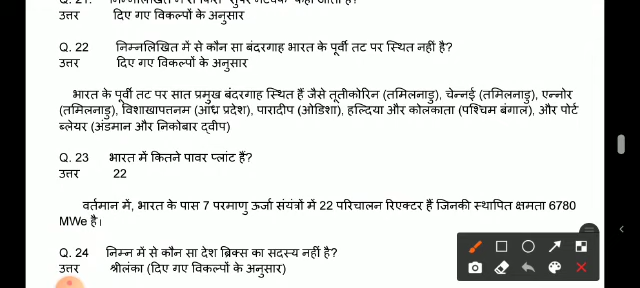 उत्तर दिए गए विकल्पों के अनुसार
Q. 22 निम्नलिखित में से कौन सा बंदरगाह भारत के पूर्वी तट पर स्थित नहीं है?
उत्तर दिए गए विकल्पों के अनुसार
भारत के पूर्वी तट पर सात प्रमुख बंदरगाह स्थित हैं जैसे तूतीकोरिन (तमिलनाडु), चेन्नई (तमिलनाडु), एन्नोर
(तमिलनाडु), विशाखापत्तनम (आंध्र प्रदेश), पारादीप (ओडिशा), हल्दिया और कोलकाता (पश्चिम बंगाल), और पोर्ट
ब्लेयर (अंडमान और निकोबार द्वीप)
Q. 23 भारत में कितने पावर प्लांट हैं?
उत्तर 22
वर्तमान में, भारत के पास 7 परमाणु ऊर्जा संयंत्रों में 22 परिचालन रिएक्टर हैं जिनकी स्थापित क्षमता 6780
MWe है।
Q. 24 निम्न में से कौन सा देश ब्रिक्स का सदस्य नहीं है?
उत्तर श्रीलंका (दिए गए विकल्पों के अनुसार)